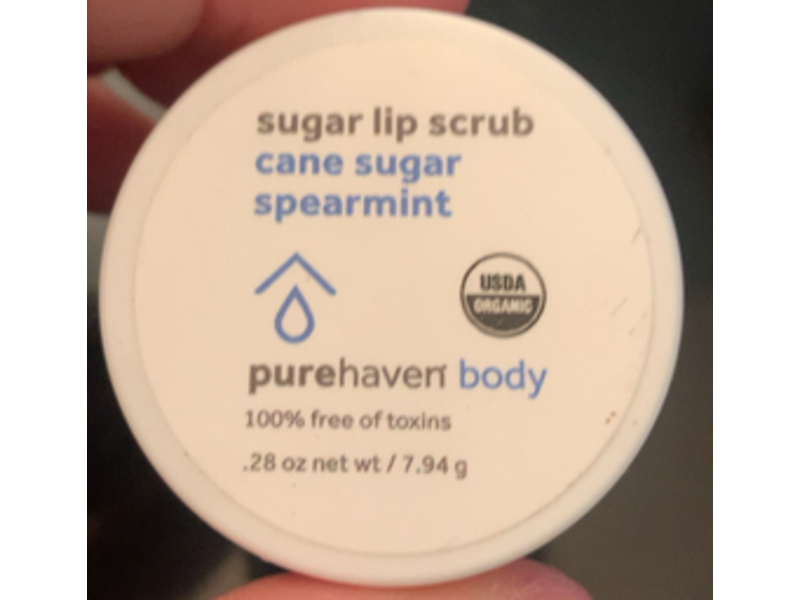 sugar lip scrub
cane sugar
spearmint
USDA
ORGANIC
purehaven body
100% free of toxins
.28 oz net wt / 7.94 g